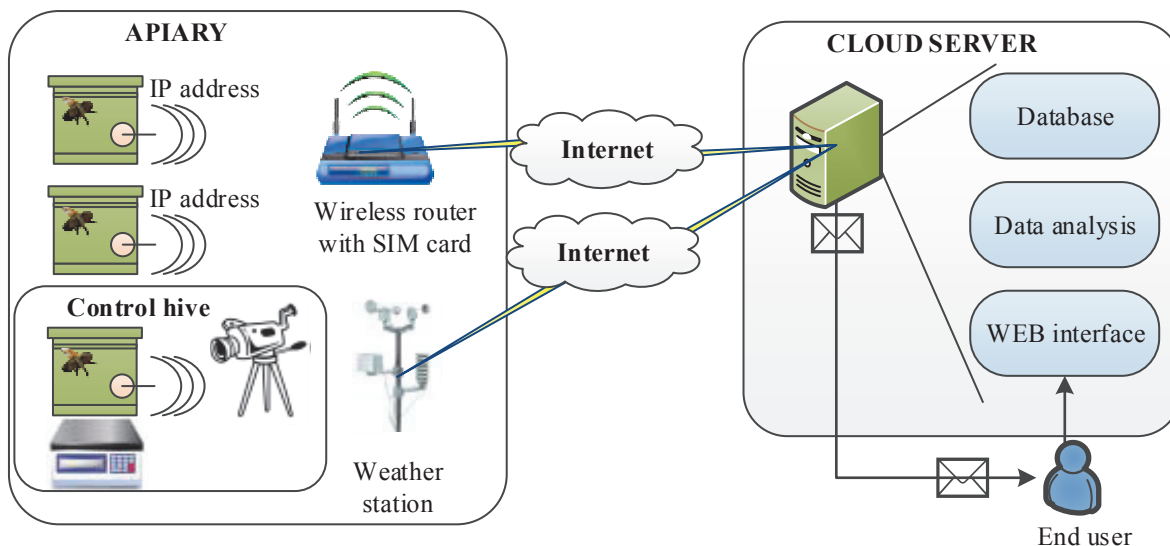 APIARY
IP address
IP address
Control hive
Wireless router
with SIM card
Weather
station
Internet
Internet
CLOUD SERVER
Database
Data analysis
WEB interface
End user